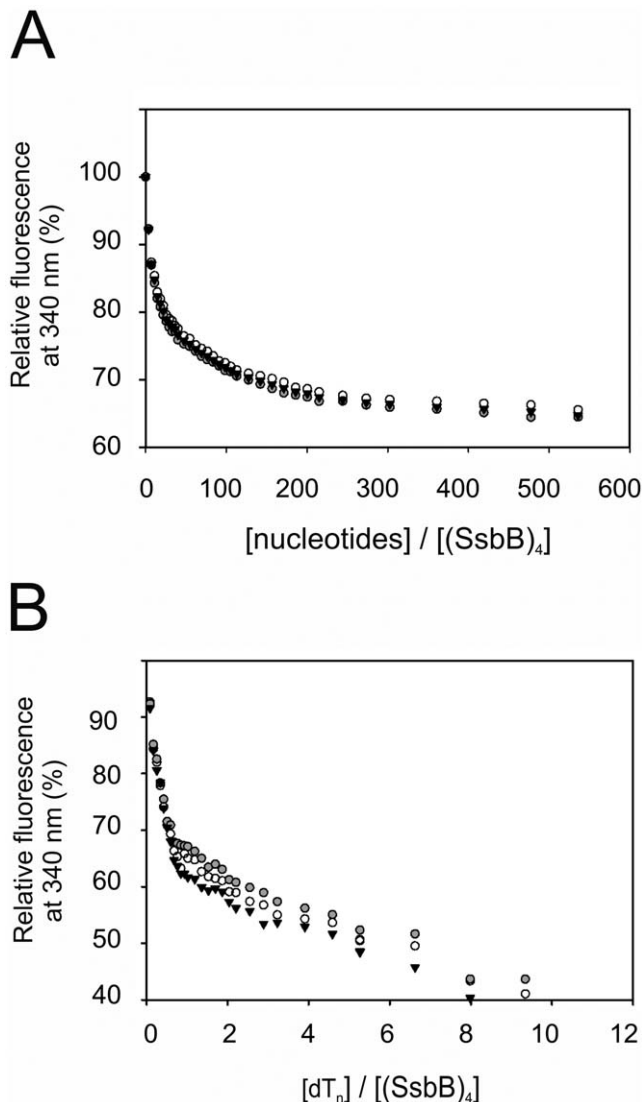 A
Relative fluorescence
at 340 nm (%)
100
90
80
70
60
0 100 200 300 400 500 600
[nucleotides] / [(SsbB)₄]
B
Relative fluorescence
at 340 nm (%)
90
80
70
60
50
40
0 2 4 6 8 10 12
[dTₙ] / [(SsbB)₄]